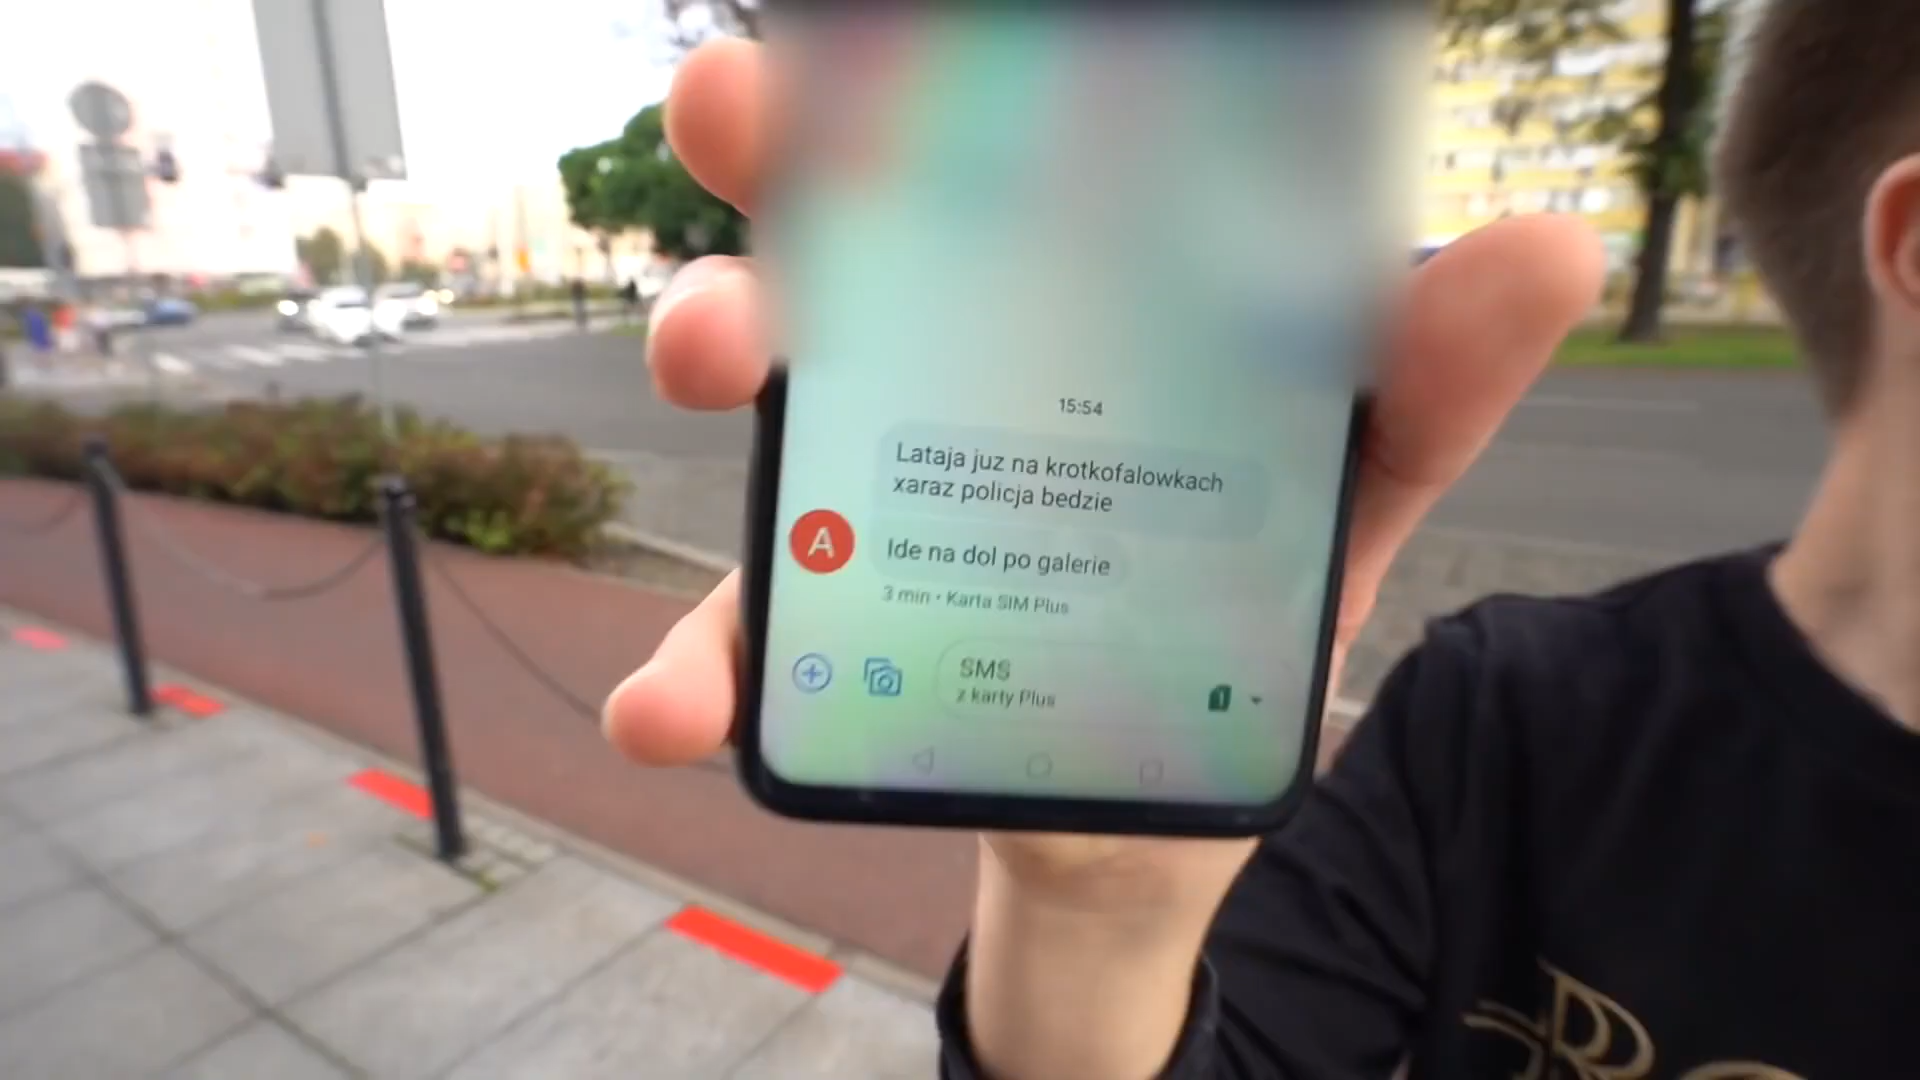 15:54
Lataja juz na krotkofalowkach
xaraz policja bedzie
A
Ide na dol po galerie
3 min • Karta SIM Plus
SMS
z karty Plus
1